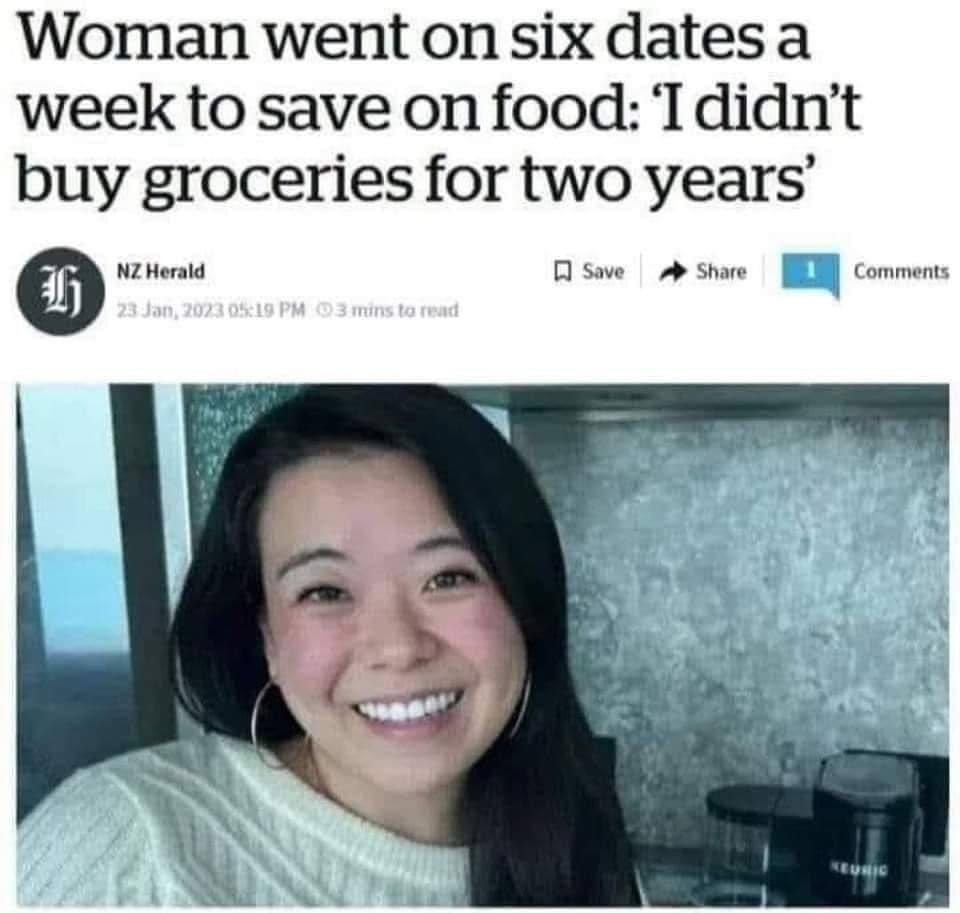 Woman went on six dates a
week to save on food: ‘I didn’t
buy groceries for two years’
NZ Herald
Save
Share
1
Comments
23 Jan, 2023 05:19 PM
3 mins to read
KEURIG